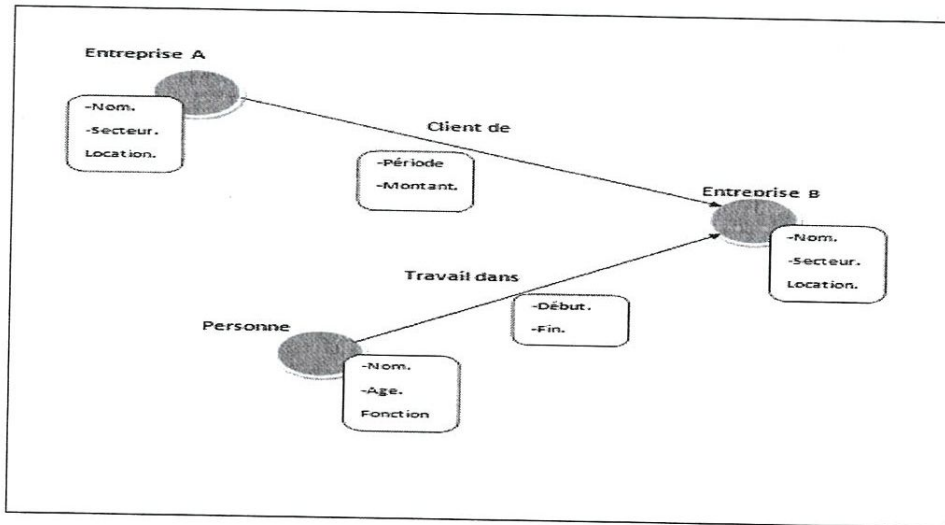 Entreprise A
-Nom.
-Secteur.
Location.
Client de
-Période
-Montant.
Entreprise B
-Nom.
-Secteur.
Location.
Travail dans
-Début.
-Fin.
Personne
-Nom.
-Age.
Fonction